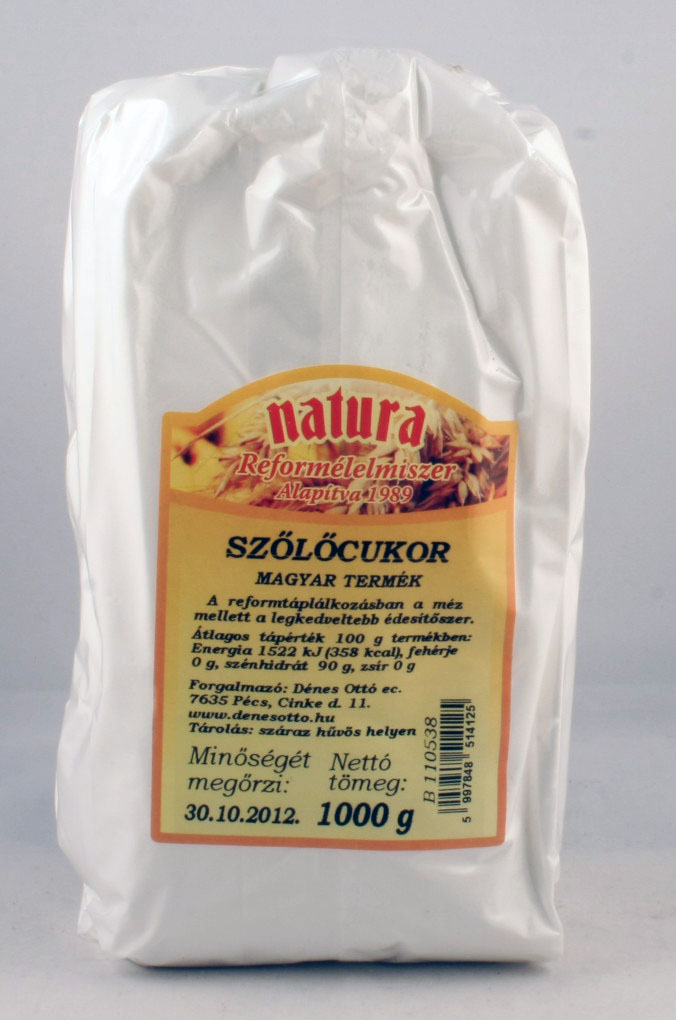 natura
Reformélelmiszer
Alapítva 1989
SZŐLŐCUKOR
MAGYAR TERMÉK
A reformtáplálkozásban a méz
mellett a legkedveltebb édesítőszer.
Átlagos tápérték 100 g termékben:
Energia 1522 kJ (358 kcal), fehérje
0 g, szénhidrát 90 g, zsír 0 g
Forgalmazó: Dénes Ottó ec.
7635 Pécs, Cinke d. 11.
www.denesotto.hu
Tárolás: száraz hűvös helyen
Minőségét
megőrzi:
30.10.2012.
Nettó
tömeg:
1000 g
B 110538
5 997848 514125